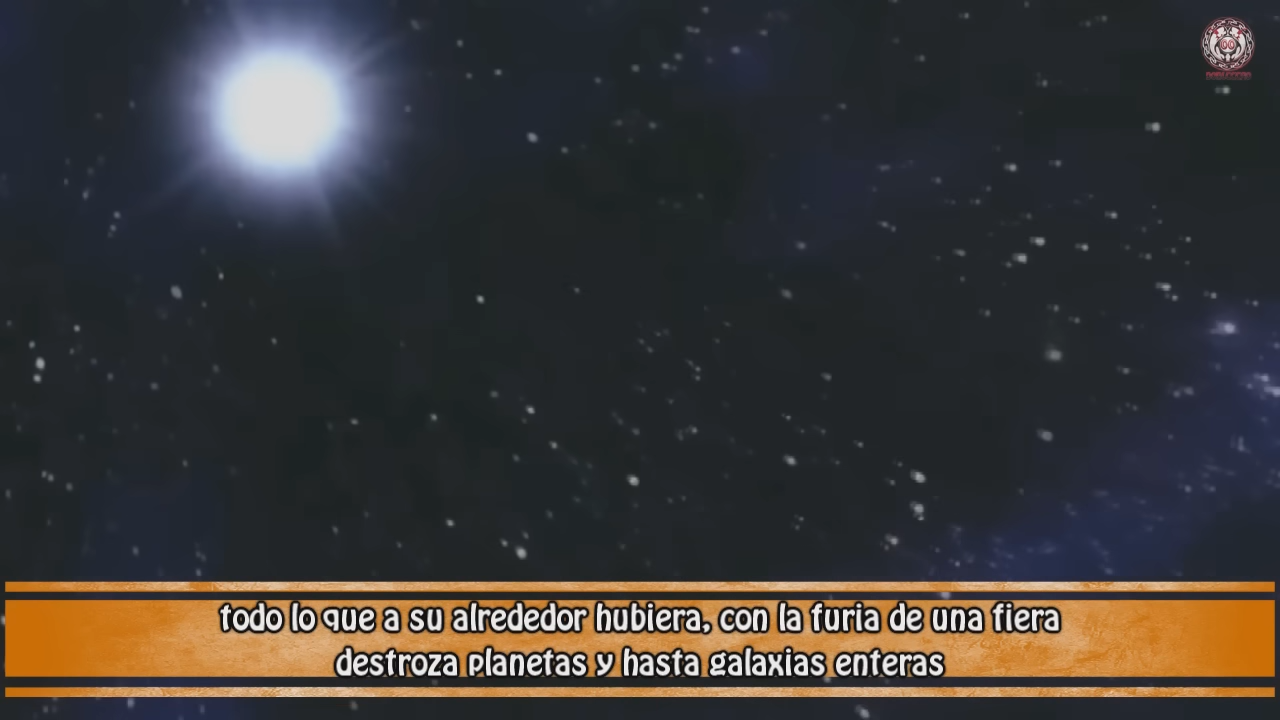 todo lo que a su alrededor hubiera, con la furia de una fiera
destroza planetas y hasta galaxias enteras